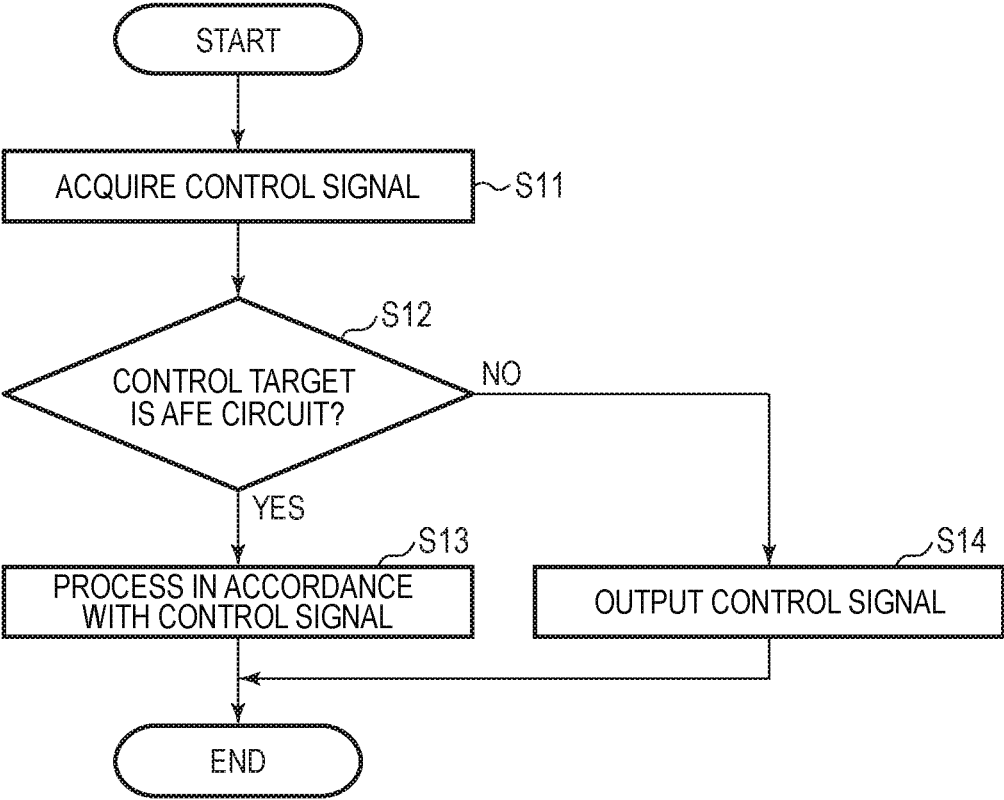 START
ACQUIRE CONTROL SIGNAL
S11
S12
CONTROL TARGET
IS AFE CIRCUIT?
NO
YES
S13
PROCESS IN ACCORDANCE
WITH CONTROL SIGNAL
S14
OUTPUT CONTROL SIGNAL
END